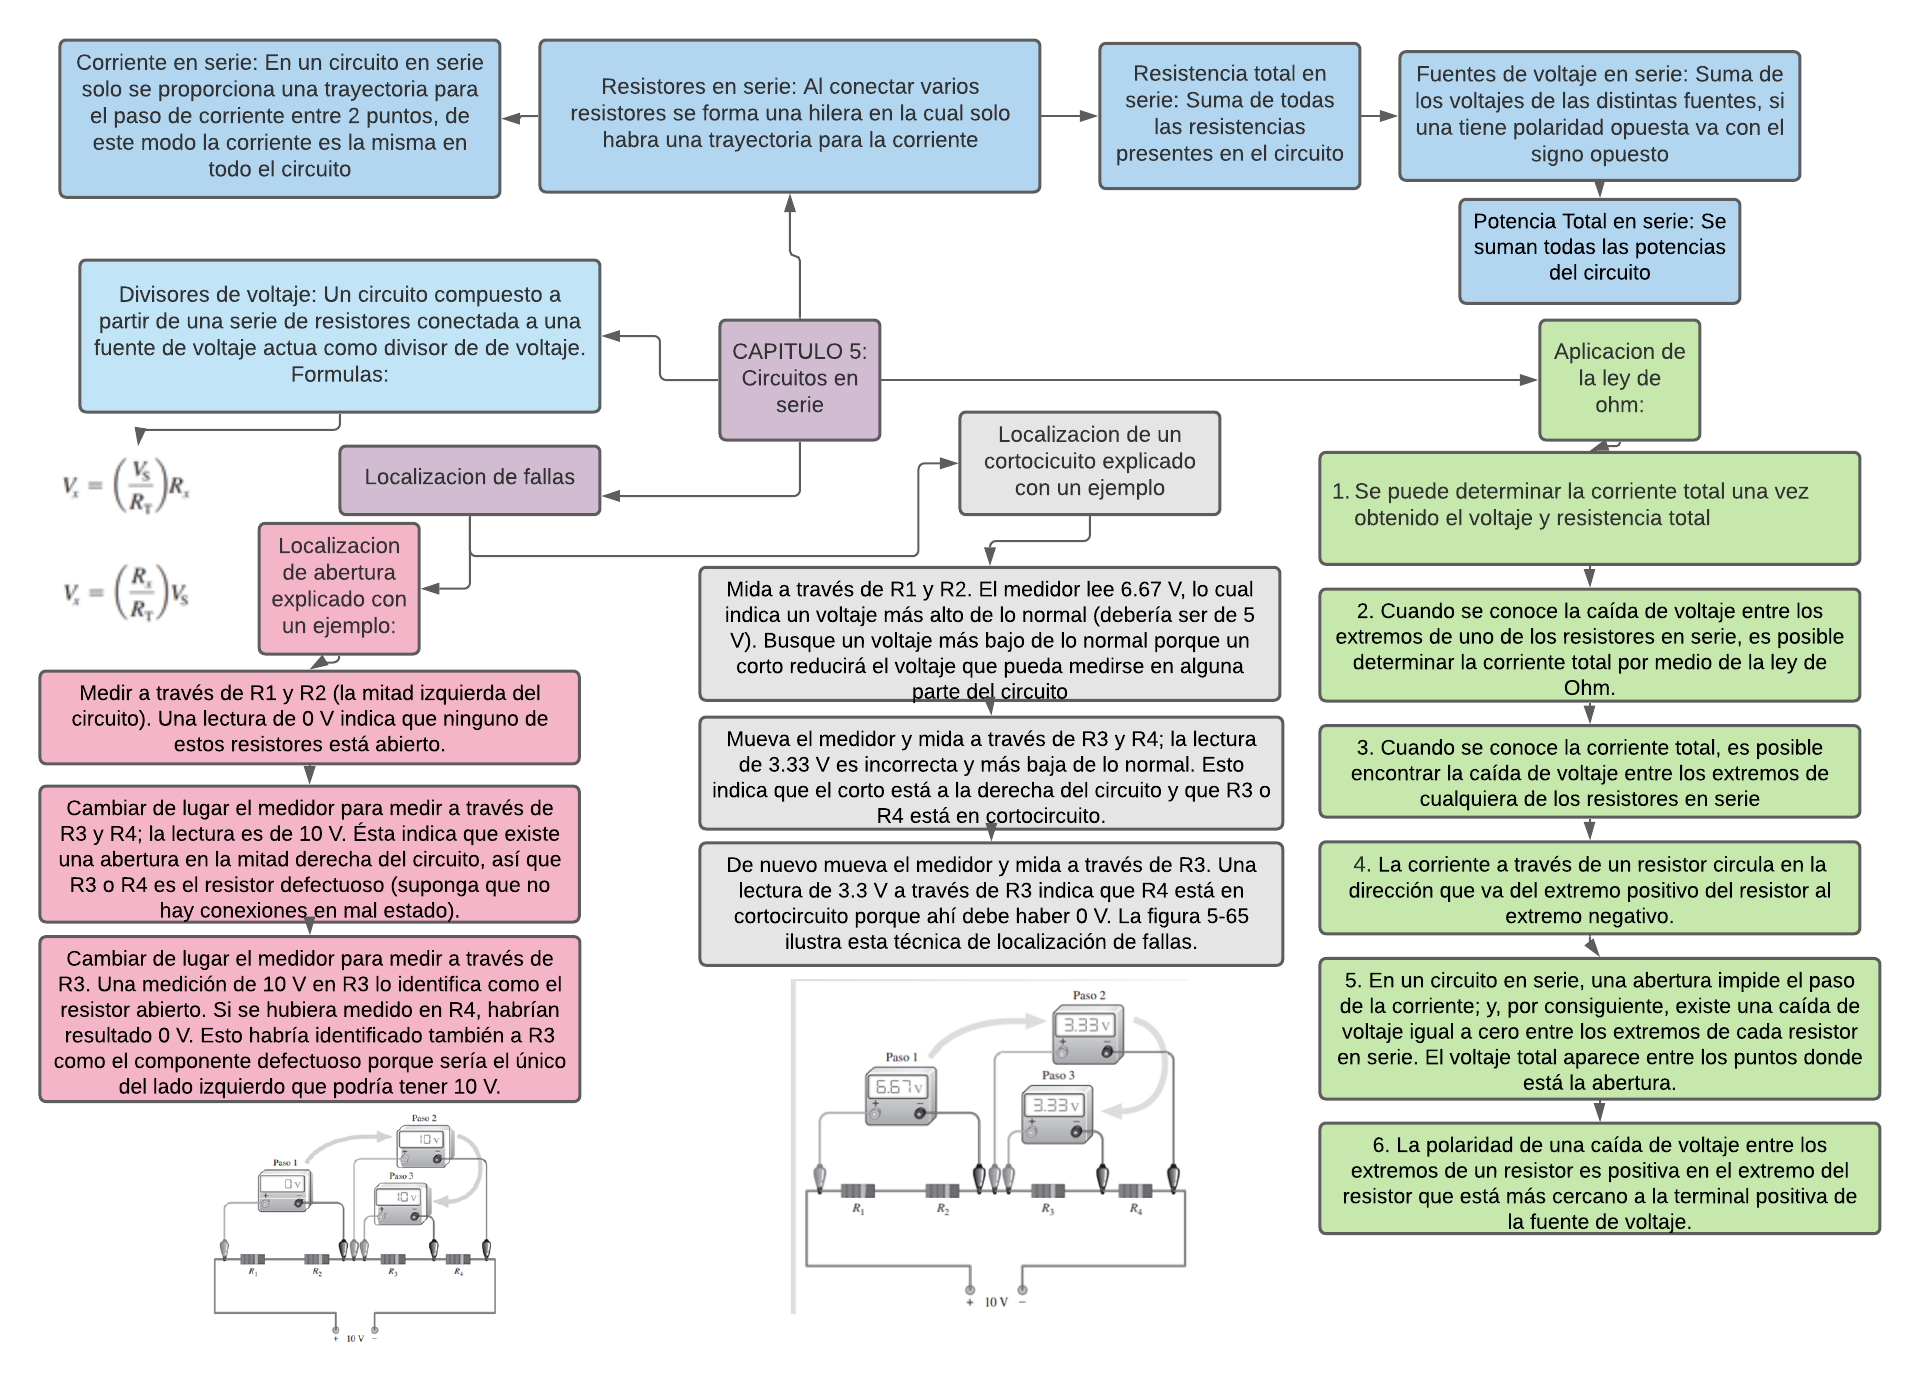 Corriente en serie: En un circuito en serie
solo se proporciona una trayectoria para
el paso de corriente entre 2 puntos, de
este modo la corriente es la misma en
todo el circuito
Resistores en serie: Al conectar varios
resistores se forma una hilera en la cual solo
habra una trayectoria para la corriente
Resistencia total en
serie: Suma de todas
las resistencias
presentes en el circuito
Fuentes de voltaje en serie: Suma de
los voltajes de las distintas fuentes, si
una tiene polaridad opuesta va con el
signo opuesto
Potencia Total en serie: Se
suman todas las potencias
del circuito
Divisores de voltaje: Un circuito compuesto a
partir de una serie de resistores conectada a una
fuente de voltaje actua como divisor de de voltaje.
Formulas:
CAPITULO 5:
Circuitos en
serie
Aplicacion de
la ley de
ohm:
Vx = (VS/RT)Rx
Vx = (Rx/RT)VS
Localizacion de fallas
Localizacion de un
cortocicuito explicado
con un ejemplo
Localizacion
de abertura
explicado con
un ejemplo:
Medir a través de R1 y R2 (la mitad izquierda del
circuito). Una lectura de 0 V indica que ninguno de
estos resistores está abierto.
Cambiar de lugar el medidor para medir a través de
R3 y R4; la lectura es de 10 V. Ésta indica que existe
una abertura en la mitad derecha del circuito, así que
R3 o R4 es el resistor defectuoso (suponga que no
hay conexiones en mal estado).
Cambiar de lugar el medidor para medir a través de
R3. Una medición de 10 V en R3 lo identifica como el
resistor abierto. Si se hubiera medido en R4, habrían
resultado 0 V. Esto habría identificado también a R3
como el componente defectuoso porque sería el único
del lado izquierdo que podría tener 10 V.
Paso 2
10 V
Paso 1
0 V
Paso 3
10 V
+ −
+ −
+ −
R1 R2 R3 R4
+ 10 V −
Mida a través de R1 y R2. El medidor lee 6.67 V, lo cual
indica un voltaje más alto de lo normal (debería ser de 5
V). Busque un voltaje más bajo de lo normal porque un
corto reducirá el voltaje que pueda medirse en alguna
parte del circuito
Mueva el medidor y mida a través de R3 y R4; la lectura
de 3.33 V es incorrecta y más baja de lo normal. Esto
indica que el corto está a la derecha del circuito y que R3 o
R4 está en cortocircuito.
De nuevo mueva el medidor y mida a través de R3. Una
lectura de 3.3 V a través de R3 indica que R4 está en
cortocircuito porque ahí debe haber 0 V. La figura 5-65
ilustra esta técnica de localización de fallas.
Paso 2
3.33 V
+ −
Paso 1
6.67 V
+ −
Paso 3
3.33 V
+ −
R1 R2 R3 R4
+ 10 V −
1. Se puede determinar la corriente total una vez
obtenido el voltaje y resistencia total
2. Cuando se conoce la caída de voltaje entre los
extremos de uno de los resistores en serie, es posible
determinar la corriente total por medio de la ley de
Ohm.
3. Cuando se conoce la corriente total, es posible
encontrar la caída de voltaje entre los extremos de
cualquiera de los resistores en serie
4. La corriente a través de un resistor circula en la
dirección que va del extremo positivo del resistor al
extremo negativo.
5. En un circuito en serie, una abertura impide el paso
de la corriente; y, por consiguiente, existe una caída de
voltaje igual a cero entre los extremos de cada resistor
en serie. El voltaje total aparece entre los puntos donde
está la abertura.
6. La polaridad de una caída de voltaje entre los
extremos de un resistor es positiva en el extremo del
resistor que está más cercano a la terminal positiva de
la fuente de voltaje.